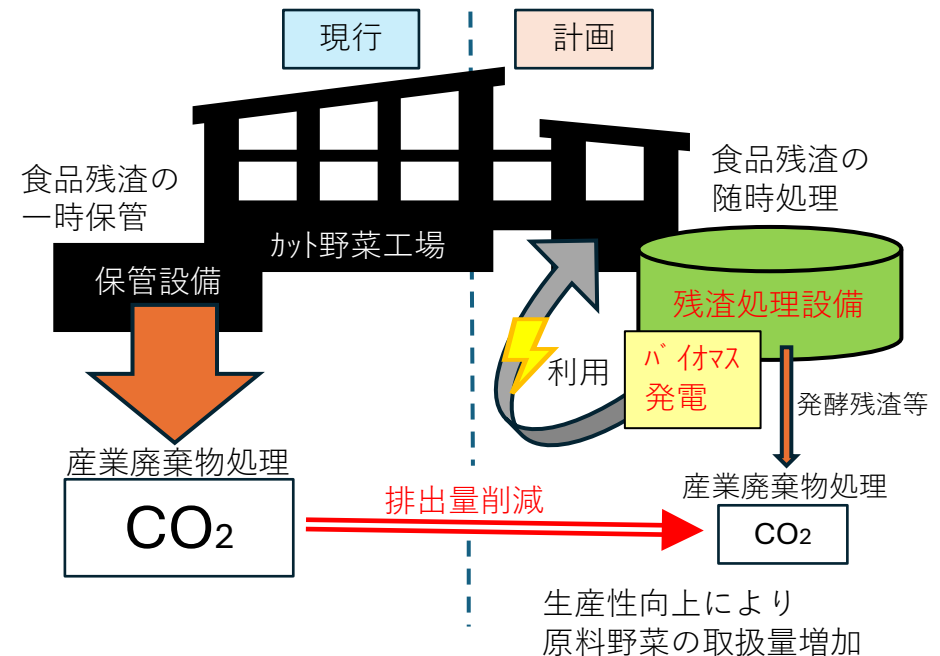 現行
計画
食品残渣の
一時保管
カット野菜工場
保管設備
産業廃棄物処理
CO₂
排出量削減
食品残渣の
随時処理
残渣処理設備
バイオマス
発電
利用
発酵残渣等
産業廃棄物処理
CO₂
生産性向上により
原料野菜の取扱量増加